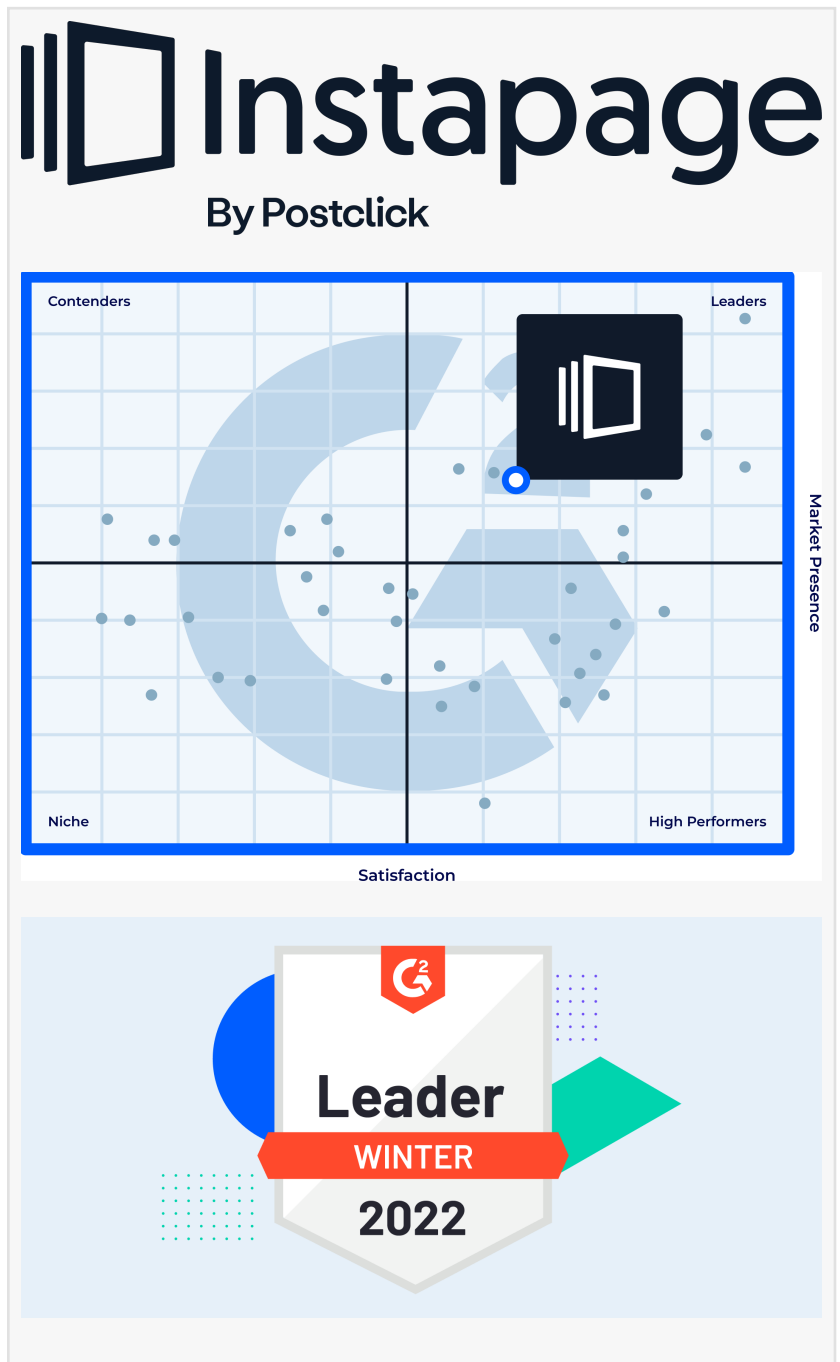 Instapage
By Postclick
Contenders
Leaders
Market Presence
Niche
High Performers
Satisfaction
G2
Leader
WINTER
2022